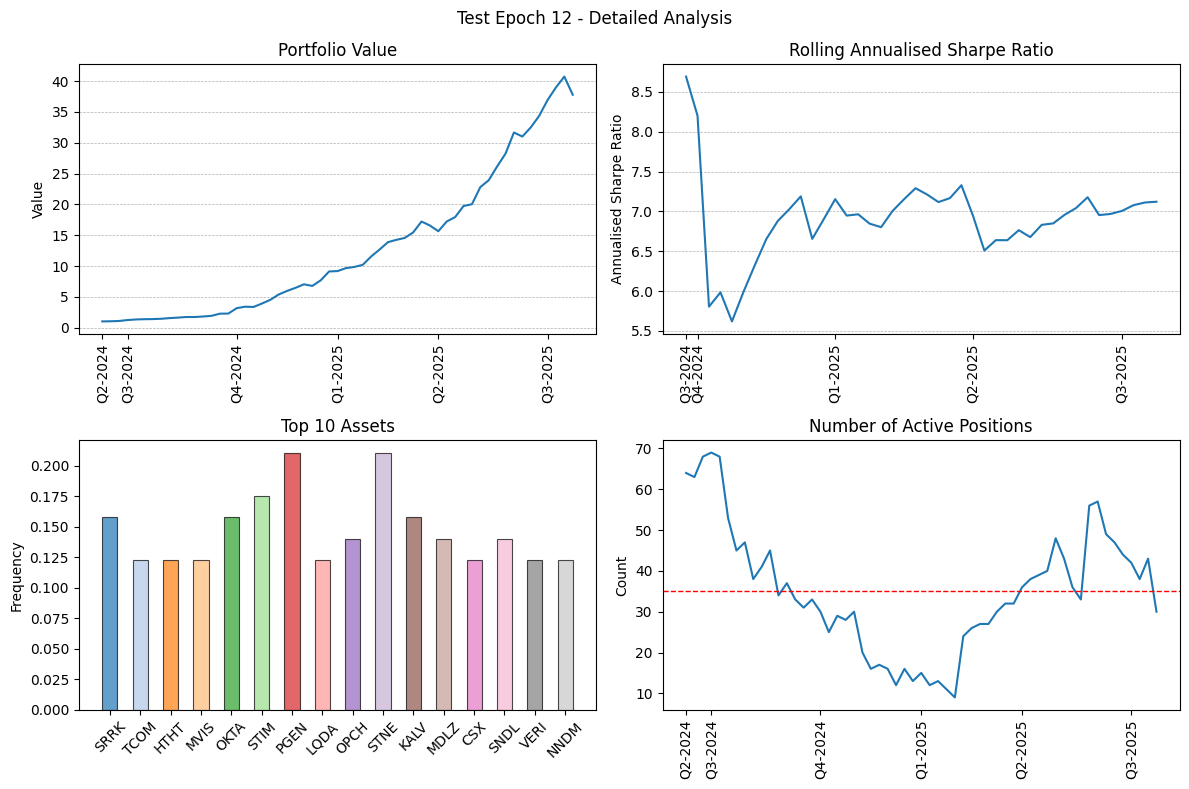 Test Epoch 12 - Detailed Analysis
Portfolio Value
Value
40
35
30
25
20
15
10
5
0
Q2-2024
Q3-2024
Q4-2024
Q1-2025
Q2-2025
Q3-2025
Rolling Annualised Sharpe Ratio
Annualised Sharpe Ratio
8.5
8.0
7.5
7.0
6.5
6.0
5.5
Q3-2024
Q4-2024
Q1-2025
Q2-2025
Q3-2025
Top 10 Assets
Frequency
0.200
0.175
0.150
0.125
0.100
0.075
0.050
0.025
0.000
SRRK
TCOM
HTHT
MVIS
OKTA
STIM
PGEN
LQDA
OPCH
STNE
KALV
MDLZ
CSX
SNDL
VERI
NNDM
Number of Active Positions
Count
70
60
50
40
30
20
10
Q2-2024
Q3-2024
Q4-2024
Q1-2025
Q2-2025
Q3-2025